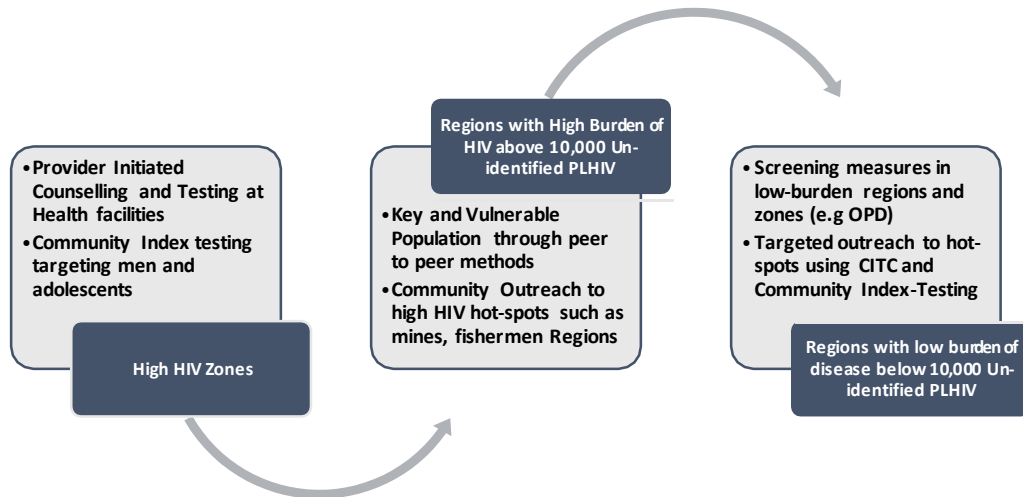 •Provider Initiated
Counselling and Testing at
Health facilities
•Community Index testing
targeting men and
adolescents
High HIV Zones
Regions with High Burden of
HIV above 10,000 Un-
identified PLHIV
•Key and Vulnerable
Population through peer
to peer methods
•Community Outreach to
high HIV hot-spots such as
mines, fishermen Regions
•Screening measures in
low-burden regions and
zones (e.g OPD)
•Targeted outreach to hot-
spots using CITC and
Community Index-Testing
Regions with low burden of
disease below 10,000 Un-
identified PLHIV